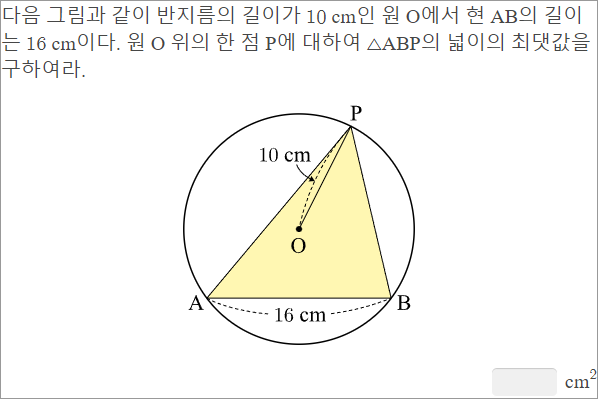 다음 그림과 같이 반지름의 길이가 10 cm인 원 O에서 현 AB의 길이
는 16 cm이다. 원 O 위의 한 점 P에 대하여 △ABP의 넓이의 최댓값을
구하여라.
P
10 cm
O
A
B
16 cm
cm²